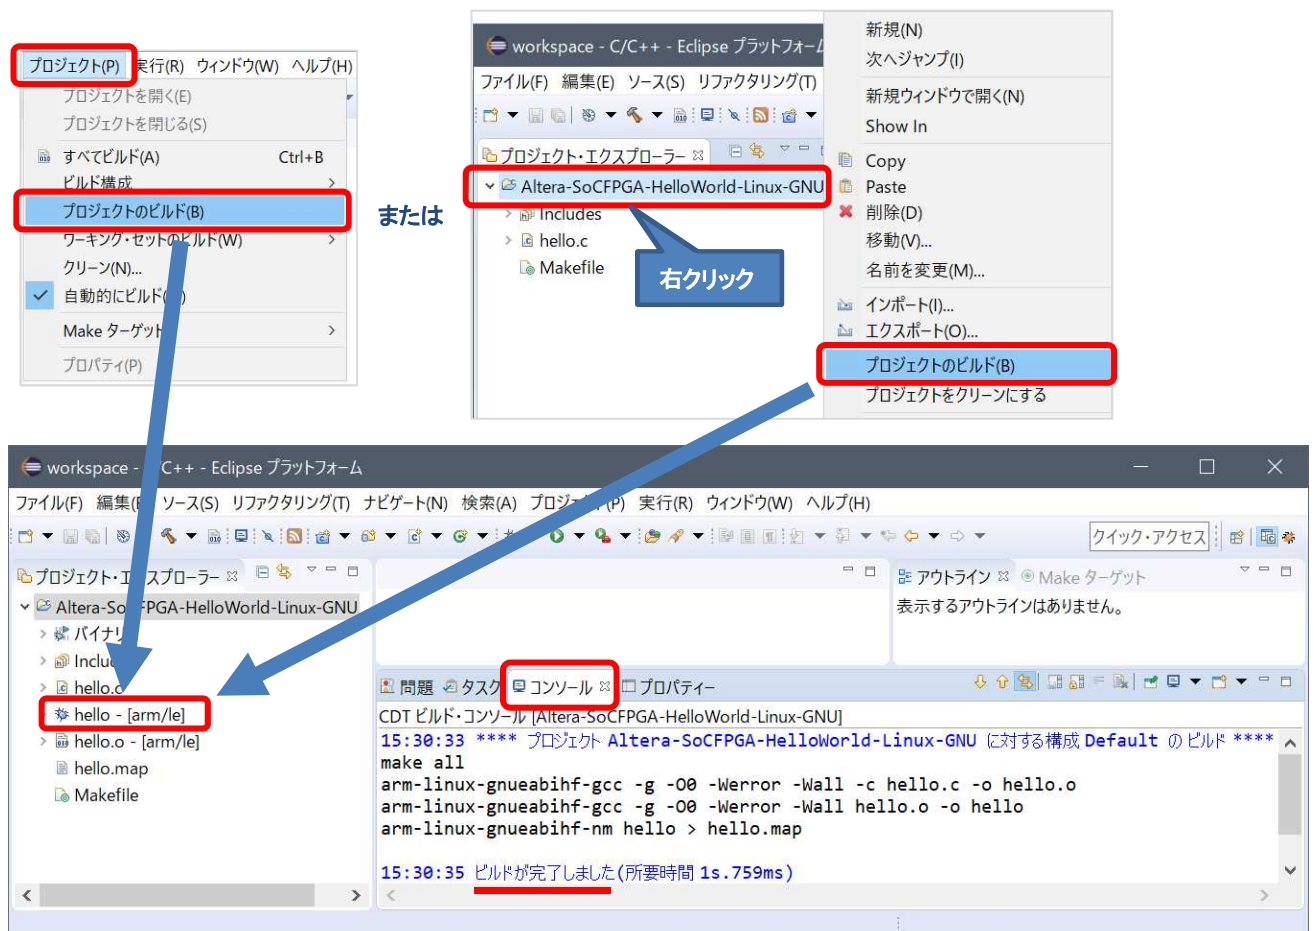 プロジェクト(P) 実行(R) ウィンドウ(W) ヘルプ(H)
プロジェクトを開く(E)
プロジェクトを閉じる(S)
すべてビルド(A) Ctrl+B
ビルド構成
プロジェクトのビルド(B)
ワーキング・セットのビルド(W)
クリーン(N)...
自動的にビルド
Make ターゲット
プロパティ(P)
または
workspace - C/C++ - Eclipse プラットフォーム
ファイル(F) 編集(E) ソース(S) リファクタリング(T)
プロジェクト・エクスプローラー
Altera-SoCFPGA-HelloWorld-Linux-GNU
Includes
hello.c
Makefile
右クリック
新規(N)
次へジャンプ(I)
新規ウィンドウで開く(N)
Show In
Copy
Paste
削除(D)
移動(V)...
名前を変更(M)...
インポート(I)...
エクスポート(O)...
プロジェクトのビルド(B)
プロジェクトをクリーンにする
workspace - C/C++ - Eclipse プラットフォーム
ファイル(F) 編集(E) ソース(S) リファクタリング(T) ナビゲート(N) 検索(A) プロジェクト(P) 実行(R) ウィンドウ(W) ヘルプ(H)
クイック・アクセス
プロジェクト・エクスプローラー
Altera-SoCFPGA-HelloWorld-Linux-GNU
バイナリ
Includes
hello.c
hello - [arm/le]
hello.o - [arm/le]
hello.map
Makefile
アウトライン Make ターゲット
表示するアウトラインはありません。
問題 タスク コンソール プロパティー
CDT ビルド・コンソール [Altera-SoCFPGA-HelloWorld-Linux-GNU]
15:30:33 **** プロジェクト Altera-SoCFPGA-HelloWorld-Linux-GNU に対する構成 Default のビルド ****
make all
arm-linux-gnueabihf-gcc -g -O0 -Werror -Wall -c hello.c -o hello.o
arm-linux-gnueabihf-gcc -g -O0 -Werror -Wall hello.o -o hello
arm-linux-gnueabihf-nm hello > hello.map
15:30:35 ビルドが完了しました(所要時間 1s.759ms)